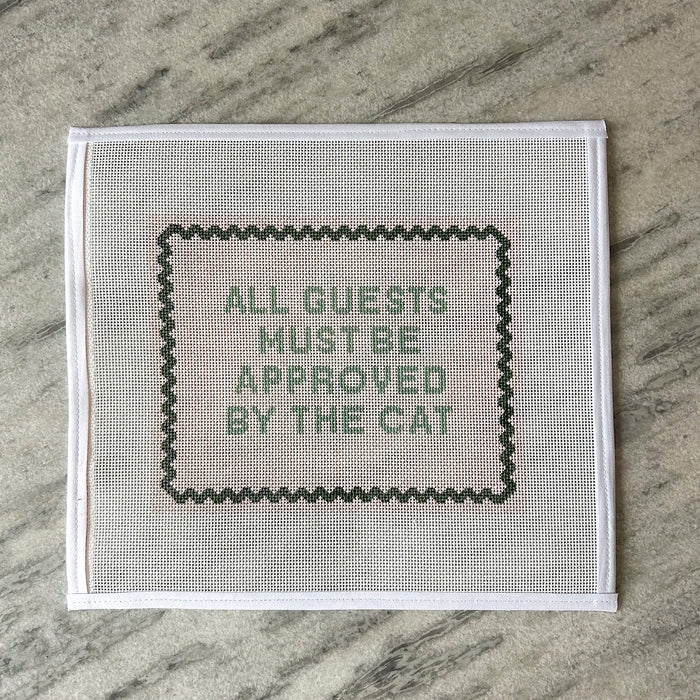 ALL GUESTS
MUST BE
APPROVED
BY THE CAT